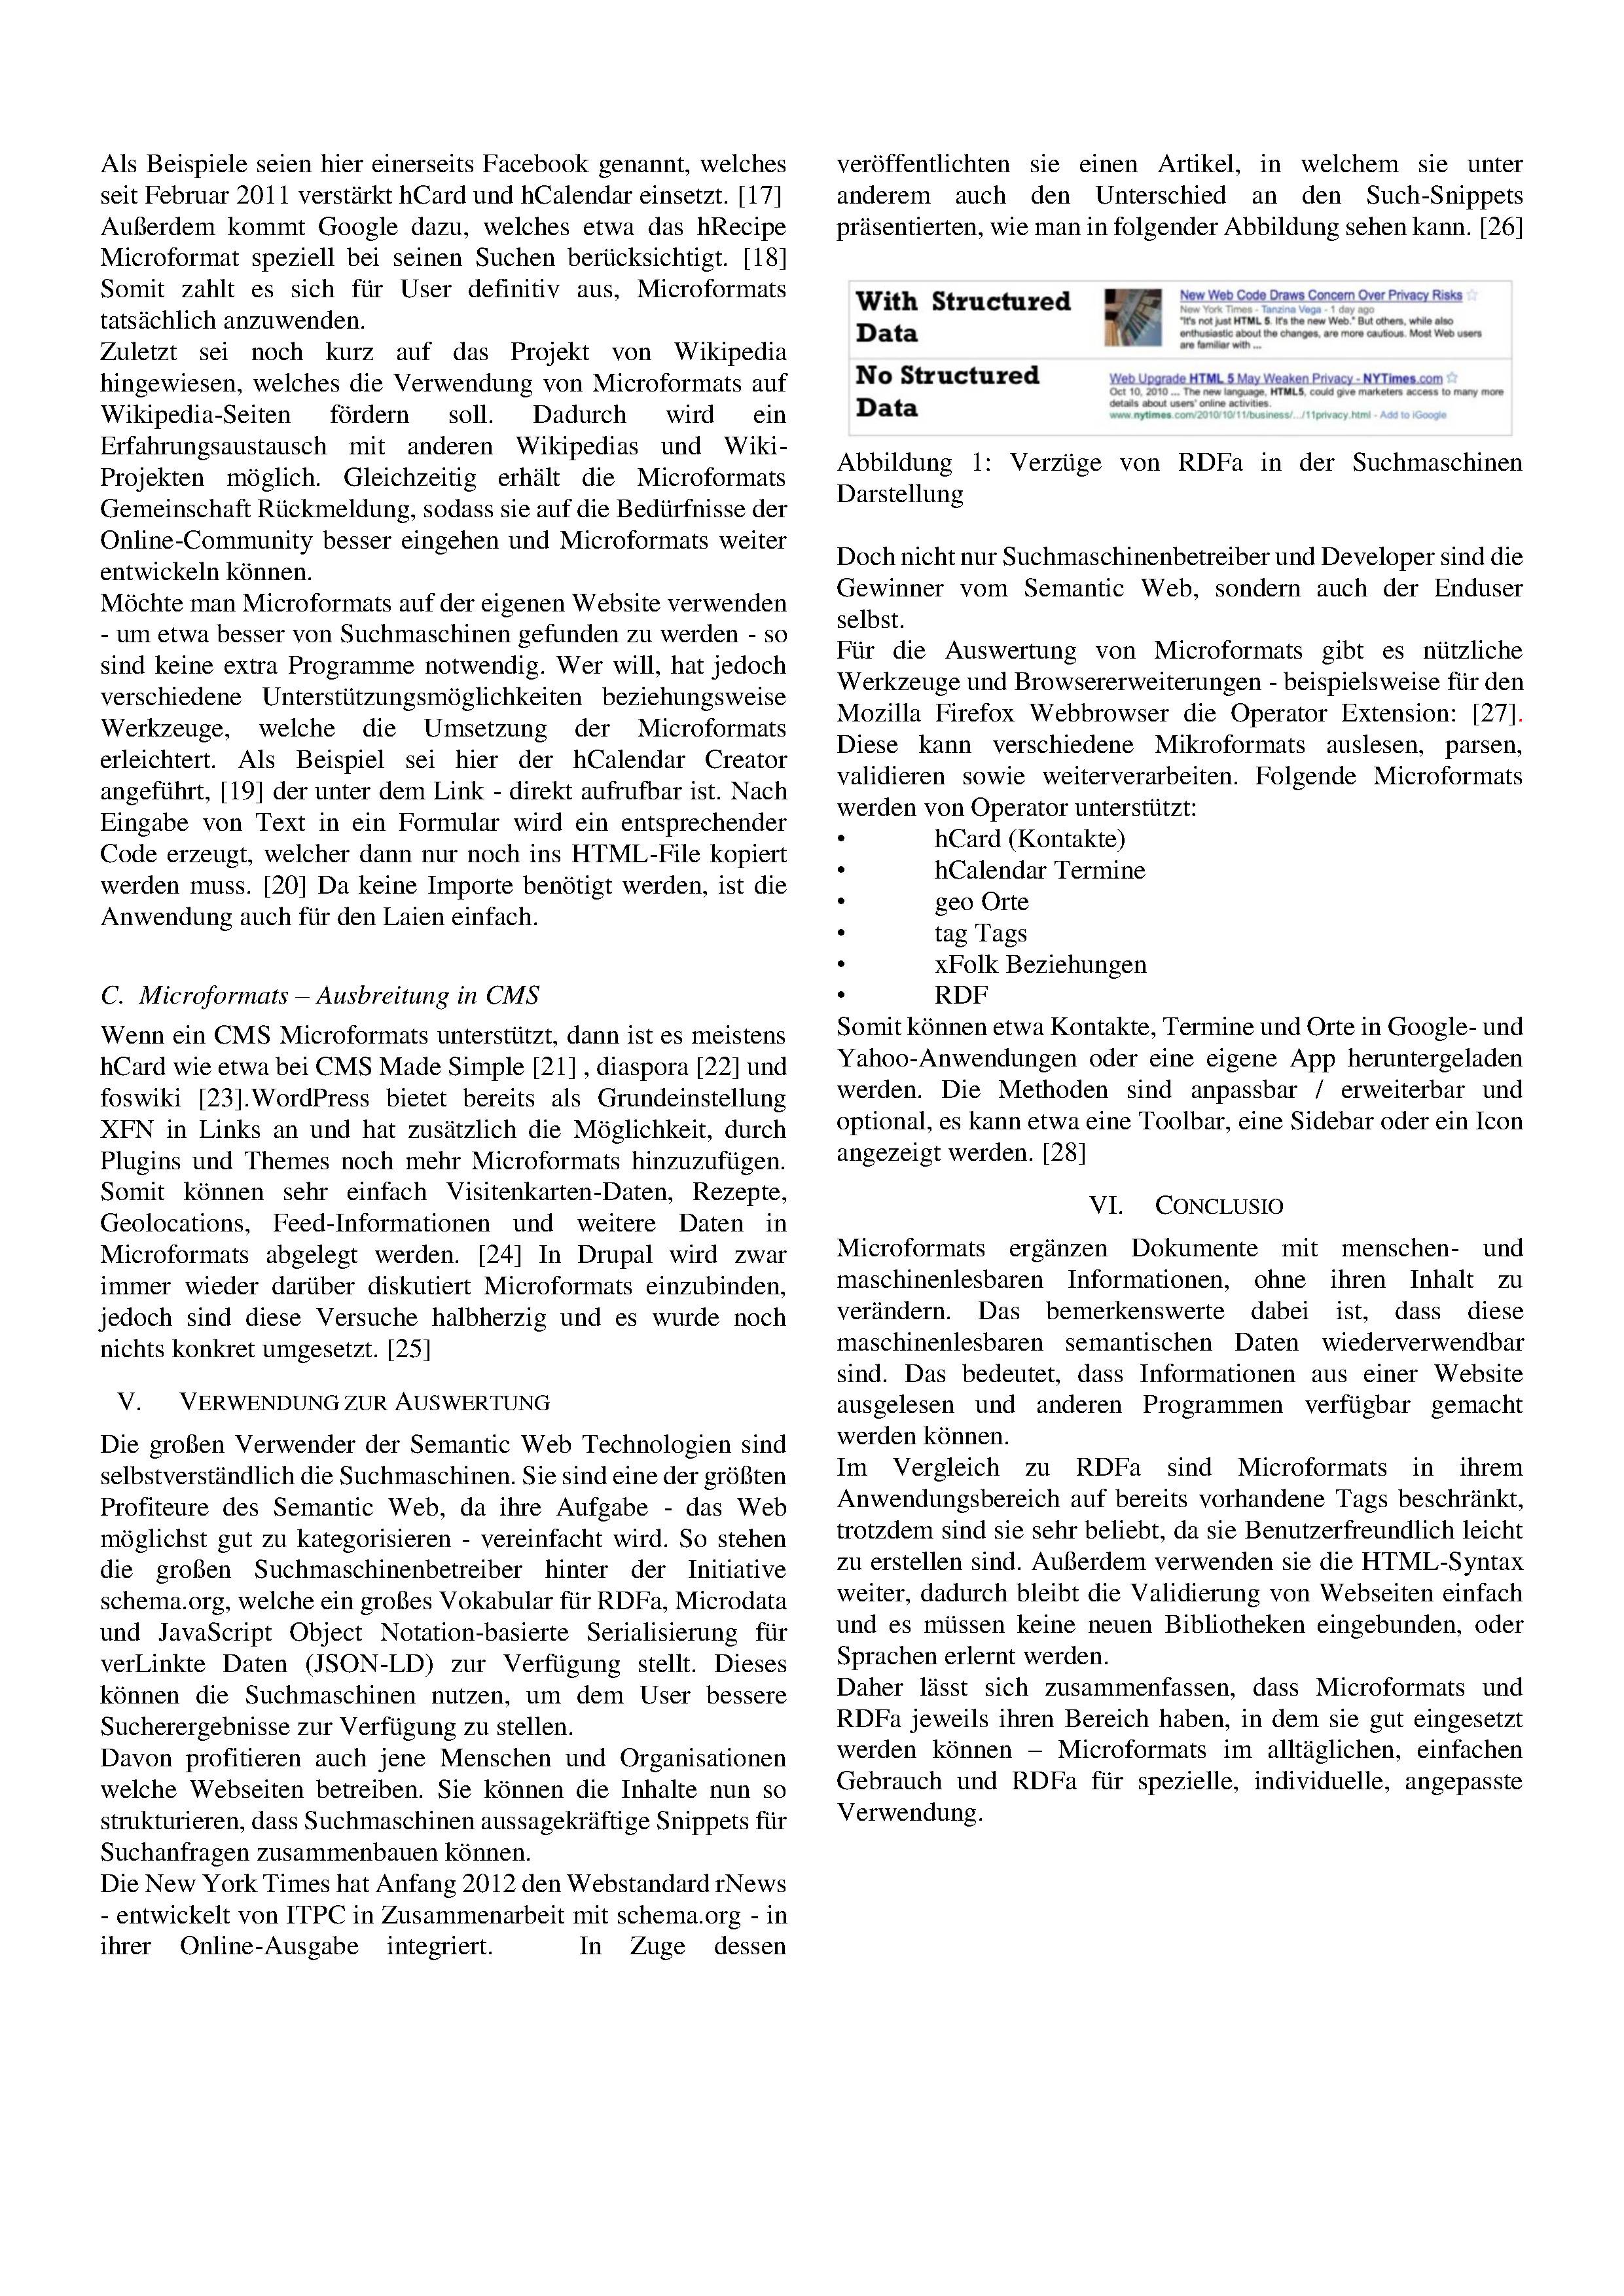 Als Beispiele seien hier einerseits Facebook genannt, welches
seit Februar 2011 verstärkt hCard und hCalendar einsetzt. [17]
Außerdem kommt Google dazu, welches etwa das hRecipe
Microformat speziell bei seinen Suchen berücksichtigt. [18]
Somit zahlt es sich für User definitiv aus, Microformats
tatsächlich anzuwenden.
Zuletzt sei noch kurz auf das Projekt von Wikipedia
hingewiesen, welches die Verwendung von Microformats auf
Wikipedia-Seiten fördern soll. Dadurch wird ein
Erfahrungsaustausch mit anderen Wikipedias und Wiki-
Projekten möglich. Gleichzeitig erhält die Microformats
Gemeinschaft Rückmeldung, sodass sie auf die Bedürfnisse der
Online-Community besser eingehen und Microformats weiter
entwickeln können.
Möchte man Microformats auf der eigenen Website verwenden
- um etwa besser von Suchmaschinen gefunden zu werden - so
sind keine extra Programme notwendig. Wer will, hat jedoch
verschiedene Unterstützungsmöglichkeiten beziehungsweise
Werkzeuge, welche die Umsetzung der Microformats
erleichtert. Als Beispiel sei hier der hCalendar Creator
angeführt, [19] der unter dem Link - direkt aufrufbar ist. Nach
Eingabe von Text in ein Formular wird ein entsprechender
Code erzeugt, welcher dann nur noch ins HTML-File kopiert
werden muss. [20] Da keine Importe benötigt werden, ist die
Anwendung auch für den Laien einfach.
C. Microformats – Ausbreitung in CMS
Wenn ein CMS Microformats unterstützt, dann ist es meistens
hCard wie etwa bei CMS Made Simple [21] , diaspora [22] und
foswiki [23].WordPress bietet bereits als Grundeinstellung
XFN in Links an und hat zusätzlich die Möglichkeit, durch
Plugins und Themes noch mehr Microformats hinzuzufügen.
Somit können sehr einfach Visitenkarten-Daten, Rezepte,
Geolocations, Feed-Informationen und weitere Daten in
Microformats abgelegt werden. [24] In Drupal wird zwar
immer wieder darüber diskutiert Microformats einzubinden,
jedoch sind diese Versuche halbherzig und es wurde noch
nichts konkret umgesetzt. [25]
V. VERWENDUNG ZUR AUSWERTUNG
Die großen Verwender der Semantic Web Technologien sind
selbstverständlich die Suchmaschinen. Sie sind eine der größten
Profiteure des Semantic Web, da ihre Aufgabe - das Web
möglichst gut zu kategorisieren - vereinfacht wird. So stehen
die großen Suchmaschinenbetreiber hinter der Initiative
schema.org, welche ein großes Vokabular für RDFa, Microdata
und JavaScript Object Notation-basierte Serialisierung für
verLinkte Daten (JSON-LD) zur Verfügung stellt. Dieses
können die Suchmaschinen nutzen, um dem User bessere
Sucherergebnisse zur Verfügung zu stellen.
Davon profitieren auch jene Menschen und Organisationen
welche Webseiten betreiben. Sie können die Inhalte nun so
strukturieren, dass Suchmaschinen aussagekräftige Snippets für
Suchanfragen zusammenbauen können.
Die New York Times hat Anfang 2012 den Webstandard rNews
- entwickelt von ITPC in Zusammenarbeit mit schema.org - in
ihrer Online-Ausgabe integriert. In Zuge dessen
veröffentlichten sie einen Artikel, in welchem sie unter
anderem auch den Unterschied an den Such-Snippets
präsentierten, wie man in folgender Abbildung sehen kann. [26]
With Structured
Data
New Web Code Draws Concern Over Privacy Risks
New York Times - Tanzina Vega - 1 day ago
"It's not just HTML 5. It's the new Web." But others, while also
enthusiastic about the changes, are more cautious. Most Web users
are familiar with ...
No Structured
Data
Web Upgrade HTML 5 May Weaken Privacy - NYTimes.com
Oct 10, 2010 ... The new language, HTML5, could give marketers access to many more
details about users' online activities.
www.nytimes.com/2010/10/11/business/.../11privacy.html - Add to iGoogle
Abbildung 1: Verzüge von RDFa in der Suchmaschinen
Darstellung
Doch nicht nur Suchmaschinenbetreiber und Developer sind die
Gewinner vom Semantic Web, sondern auch der Enduser
selbst.
Für die Auswertung von Microformats gibt es nützliche
Werkzeuge und Browsererweiterungen - beispielsweise für den
Mozilla Firefox Webbrowser die Operator Extension: [27].
Diese kann verschiedene Mikroformats auslesen, parsen,
validieren sowie weiterverarbeiten. Folgende Microformats
werden von Operator unterstützt:
• hCard (Kontakte)
• hCalendar Termine
• geo Orte
• tag Tags
• xFolk Beziehungen
• RDF
Somit können etwa Kontakte, Termine und Orte in Google- und
Yahoo-Anwendungen oder eine eigene App heruntergeladen
werden. Die Methoden sind anpassbar / erweiterbar und
optional, es kann etwa eine Toolbar, eine Sidebar oder ein Icon
angezeigt werden. [28]
VI. CONCLUSIO
Microformats ergänzen Dokumente mit menschen- und
maschinenlesbaren Informationen, ohne ihren Inhalt zu
verändern. Das bemerkenswerte dabei ist, dass diese
maschinenlesbaren semantischen Daten wiederverwendbar
sind. Das bedeutet, dass Informationen aus einer Website
ausgelesen und anderen Programmen verfügbar gemacht
werden können.
Im Vergleich zu RDFa sind Microformats in ihrem
Anwendungsbereich auf bereits vorhandene Tags beschränkt,
trotzdem sind sie sehr beliebt, da sie Benutzerfreundlich leicht
zu erstellen sind. Außerdem verwenden sie die HTML-Syntax
weiter, dadurch bleibt die Validierung von Webseiten einfach
und es müssen keine neuen Bibliotheken eingebunden, oder
Sprachen erlernt werden.
Daher lässt sich zusammenfassen, dass Microformats und
RDFa jeweils ihren Bereich haben, in dem sie gut eingesetzt
werden können – Microformats im alltäglichen, einfachen
Gebrauch und RDFa für spezielle, individuelle, angepasste
Verwendung.